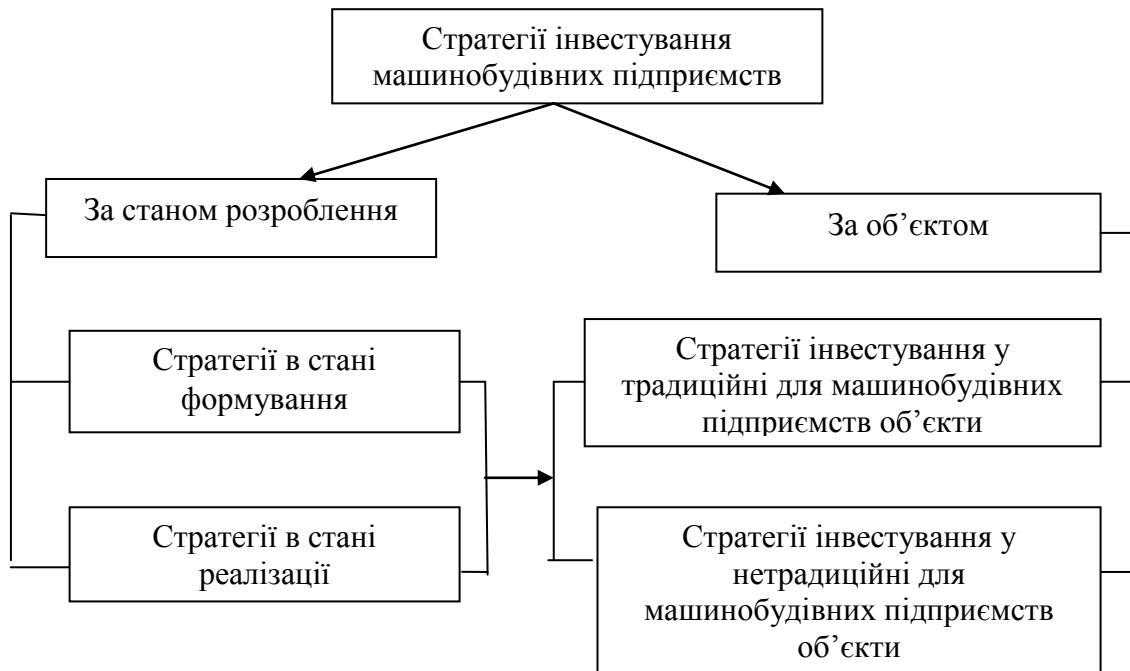 Стратегії інвестування
машинобудівних підприємств
За станом розроблення
За об’єктом
Стратегії в стані
формування
Стратегії інвестування у
традиційні для машинобудівних
підприємств об’єкти
Стратегії в стані
реалізації
Стратегії інвестування у
нетрадиційні для
машинобудівних підприємств
об’єкти